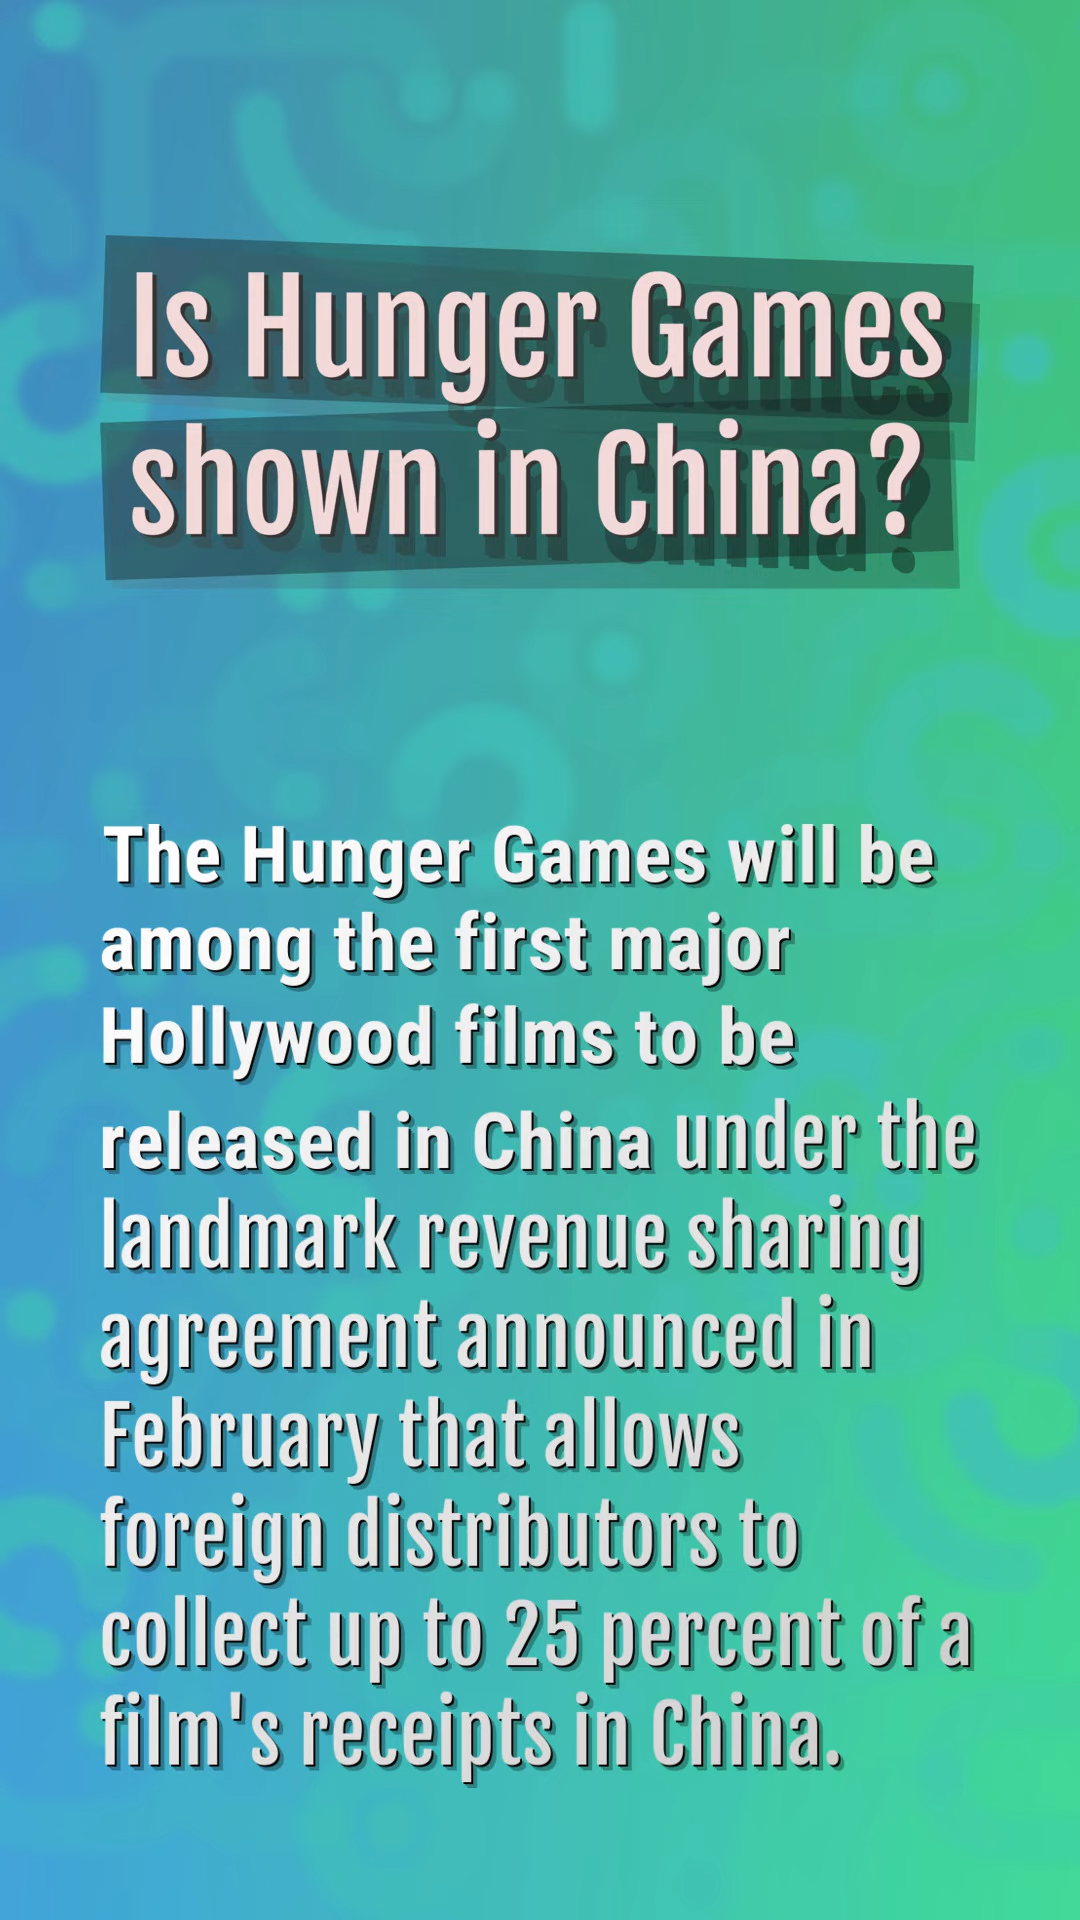 Is Hunger Games
shown in China?
The Hunger Games will be
among the first major
Hollywood films to be
released in China under the
landmark revenue sharing
agreement announced in
February that allows
foreign distributors to
collect up to 25 percent of a
film's receipts in China.